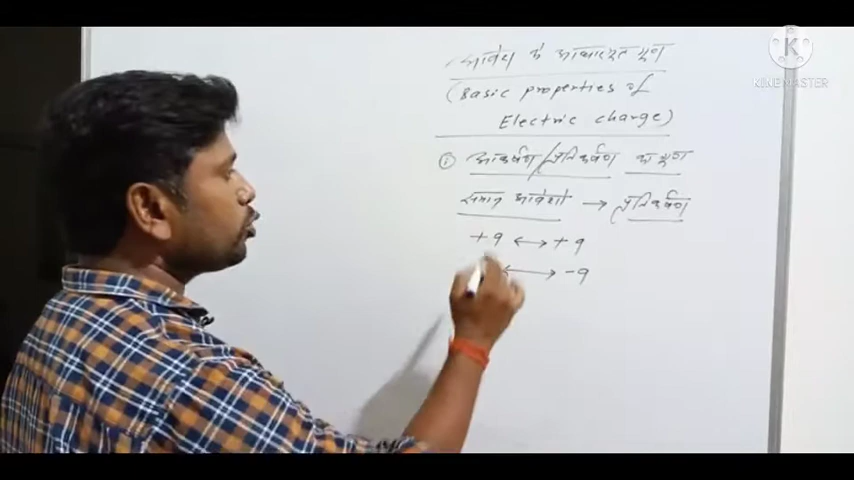 आवेश के आधारभूत गुण
(Basic properties of
Electric charge)
① आकर्षण/प्रतिकर्षण का गुण
समान आवेशों → प्रतिकर्षण
+q ↔ +q
↔ -q
K
KINEMASTER